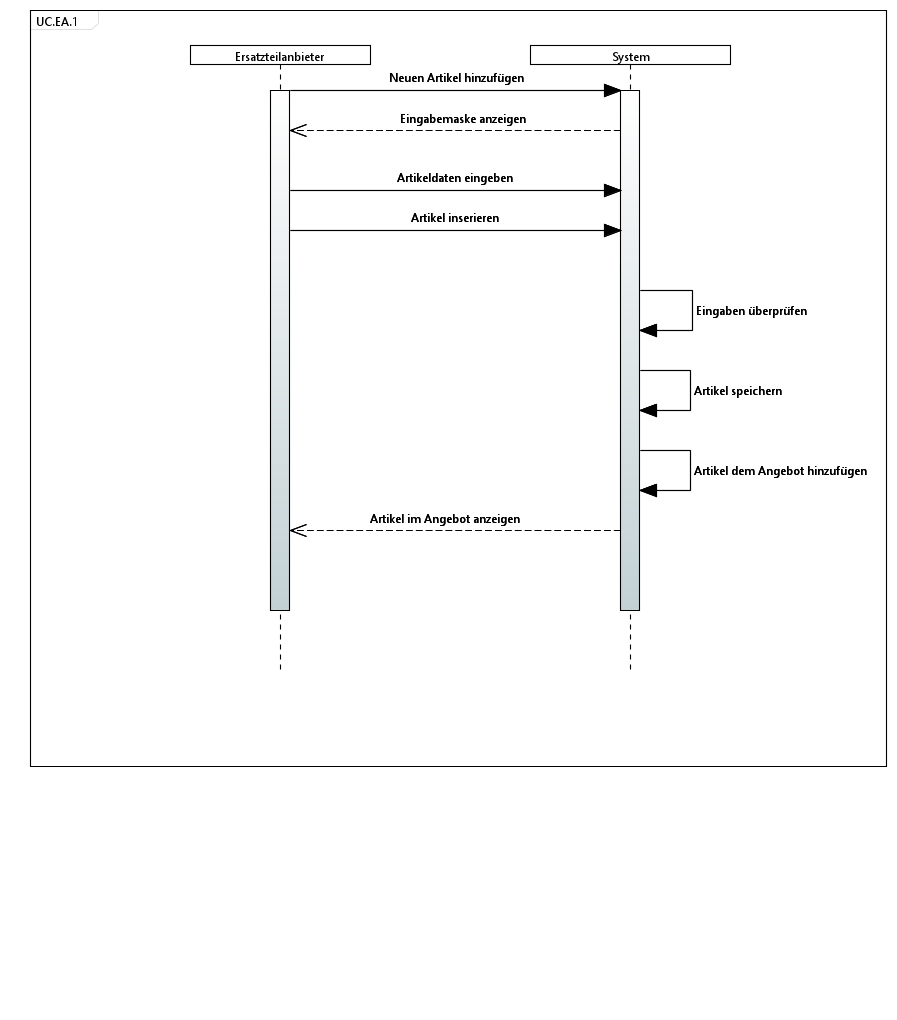 UC.EA.1
Ersatzteilanbieter
System
Neuen Artikel hinzufügen
Eingabemaske anzeigen
Artikeldaten eingeben
Artikel inserieren
Eingaben überprüfen
Artikel speichern
Artikel dem Angebot hinzufügen
Artikel im Angebot anzeigen